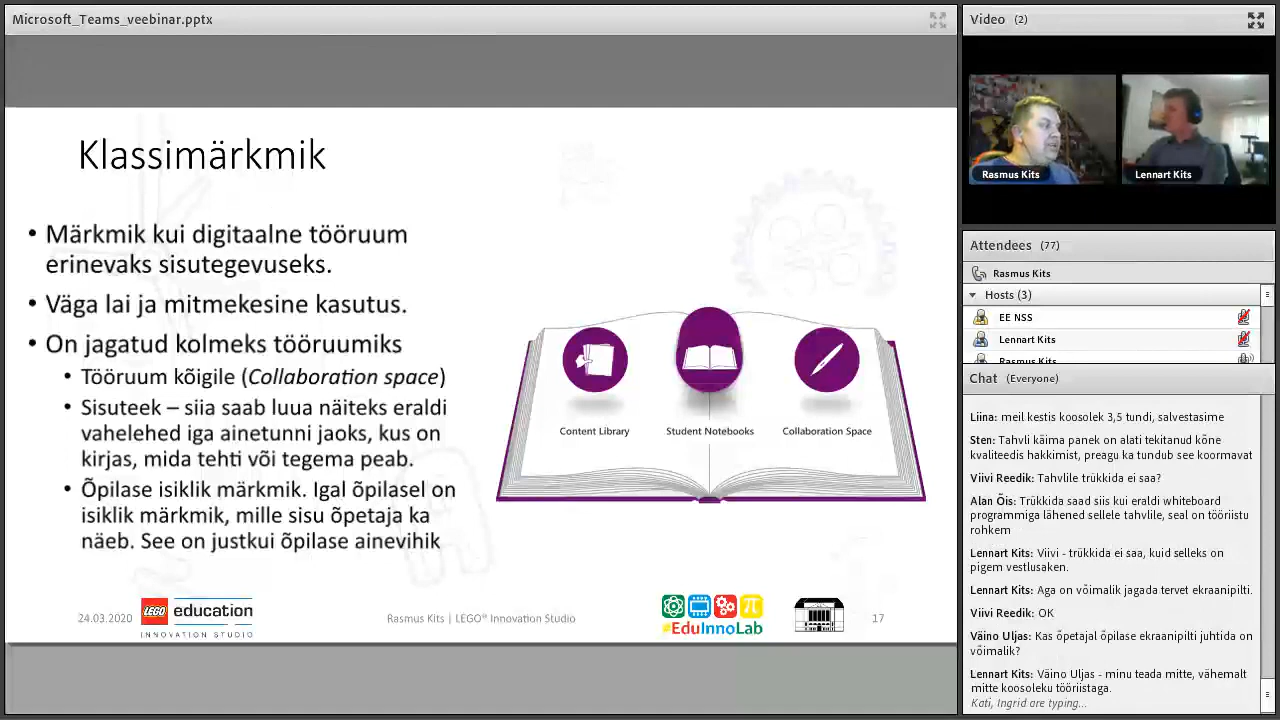 Microsoft_Teams_veebinar.pptx
Klassimärkmik
• Märkmik kui digitaalne tööruum
erinevaks sisutegevuseks.
• Väga lai ja mitmekesine kasutus.
• On jagatud kolmeks tööruumiks
• Tööruum kõigile (Collaboration space)
• Sisuteek – siia saab luua näiteks eraldi
vahelehed iga ainetunni jaoks, kus on
kirjas, mida tehti või tegema peab.
• Õpilase isiklik märkmik. Igal õpilasel on
isiklik märkmik, mille sisu õpetaja ka
näeb. See on justkui õpilase ainevihik
Content Library
Student Notebooks
Collaboration Space
24.03.2020
LEGO education
INNOVATION STUDIO
Rasmus Kits | LEGO® Innovation Studio
#EduInnoLab
17
Video (2)
Rasmus Kits
Lennart Kits
Attendees (77)
Rasmus Kits
Hosts (3)
EE NSS
Lennart Kits
Rasmus Kits
Chat (Everyone)
Liina: meil kestis koosolek 3,5 tundi, salvestasime
Sten: Tahvli käima panek on alati tekitanud kõne
kvaliteedis hakkimist, preagu ka tundub see koormavat
Viivi Reedik: Tahvlile trükkida ei saa?
Alan Õis: Trükkida saad siis kui eraldi whiteboard
programmiga lähened sellele tahvlile, seal on tööriistu
rohkem
Lennart Kits: Viivi - trükkida ei saa, kuid selleks on
pigem vestlusaken.
Lennart Kits: Aga on võimalik jagada tervet ekraanipilti.
Viivi Reedik: OK
Väino Uljas: Kas õpetajal õpilase ekraanipilti juhtida on
võimalik?
Lennart Kits: Väino Uljas - minu teada mitte, vähemalt
mitte koosoleku tööriistaga.
Kati, Ingrid are typing...